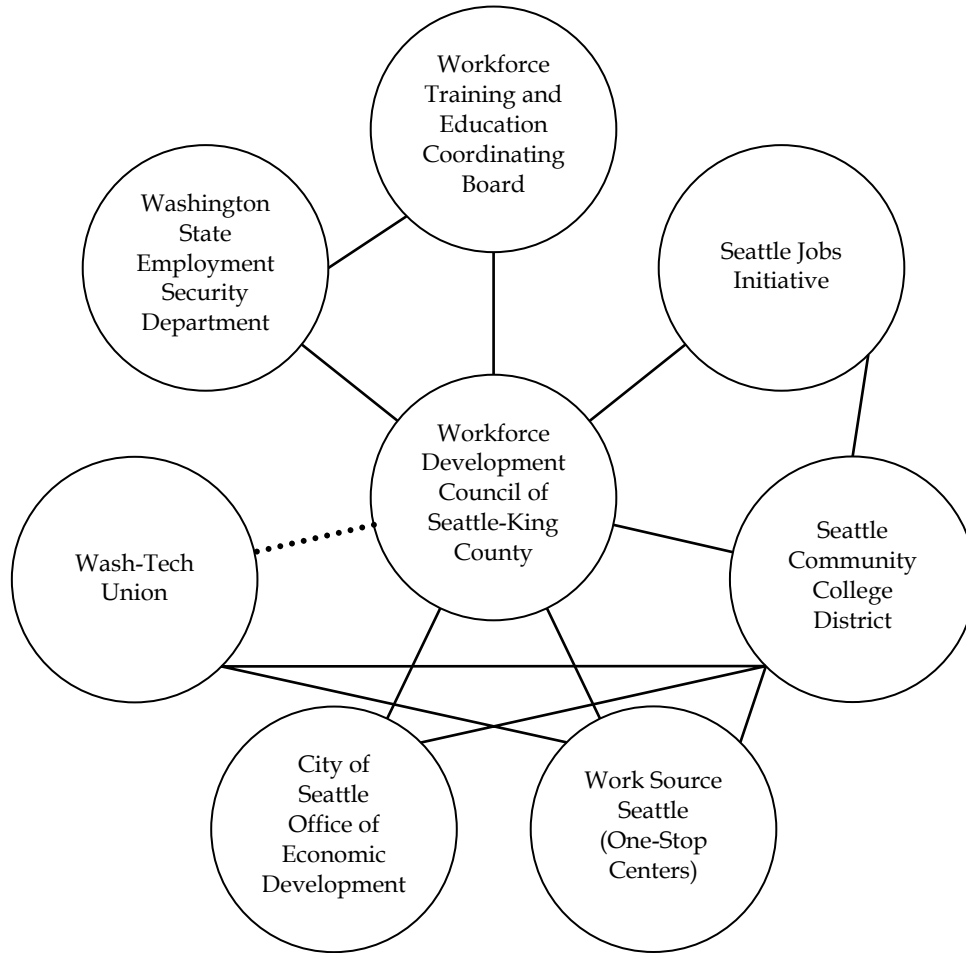 Workforce
Training and
Education
Coordinating
Board
Washington
State
Employment
Security
Department
Seattle Jobs
Initiative
Workforce
Development
Council of
Seattle-King
County
Wash-Tech
Union
Seattle
Community
College
District
City of
Seattle
Office of
Economic
Development
Work Source
Seattle
(One-Stop
Centers)